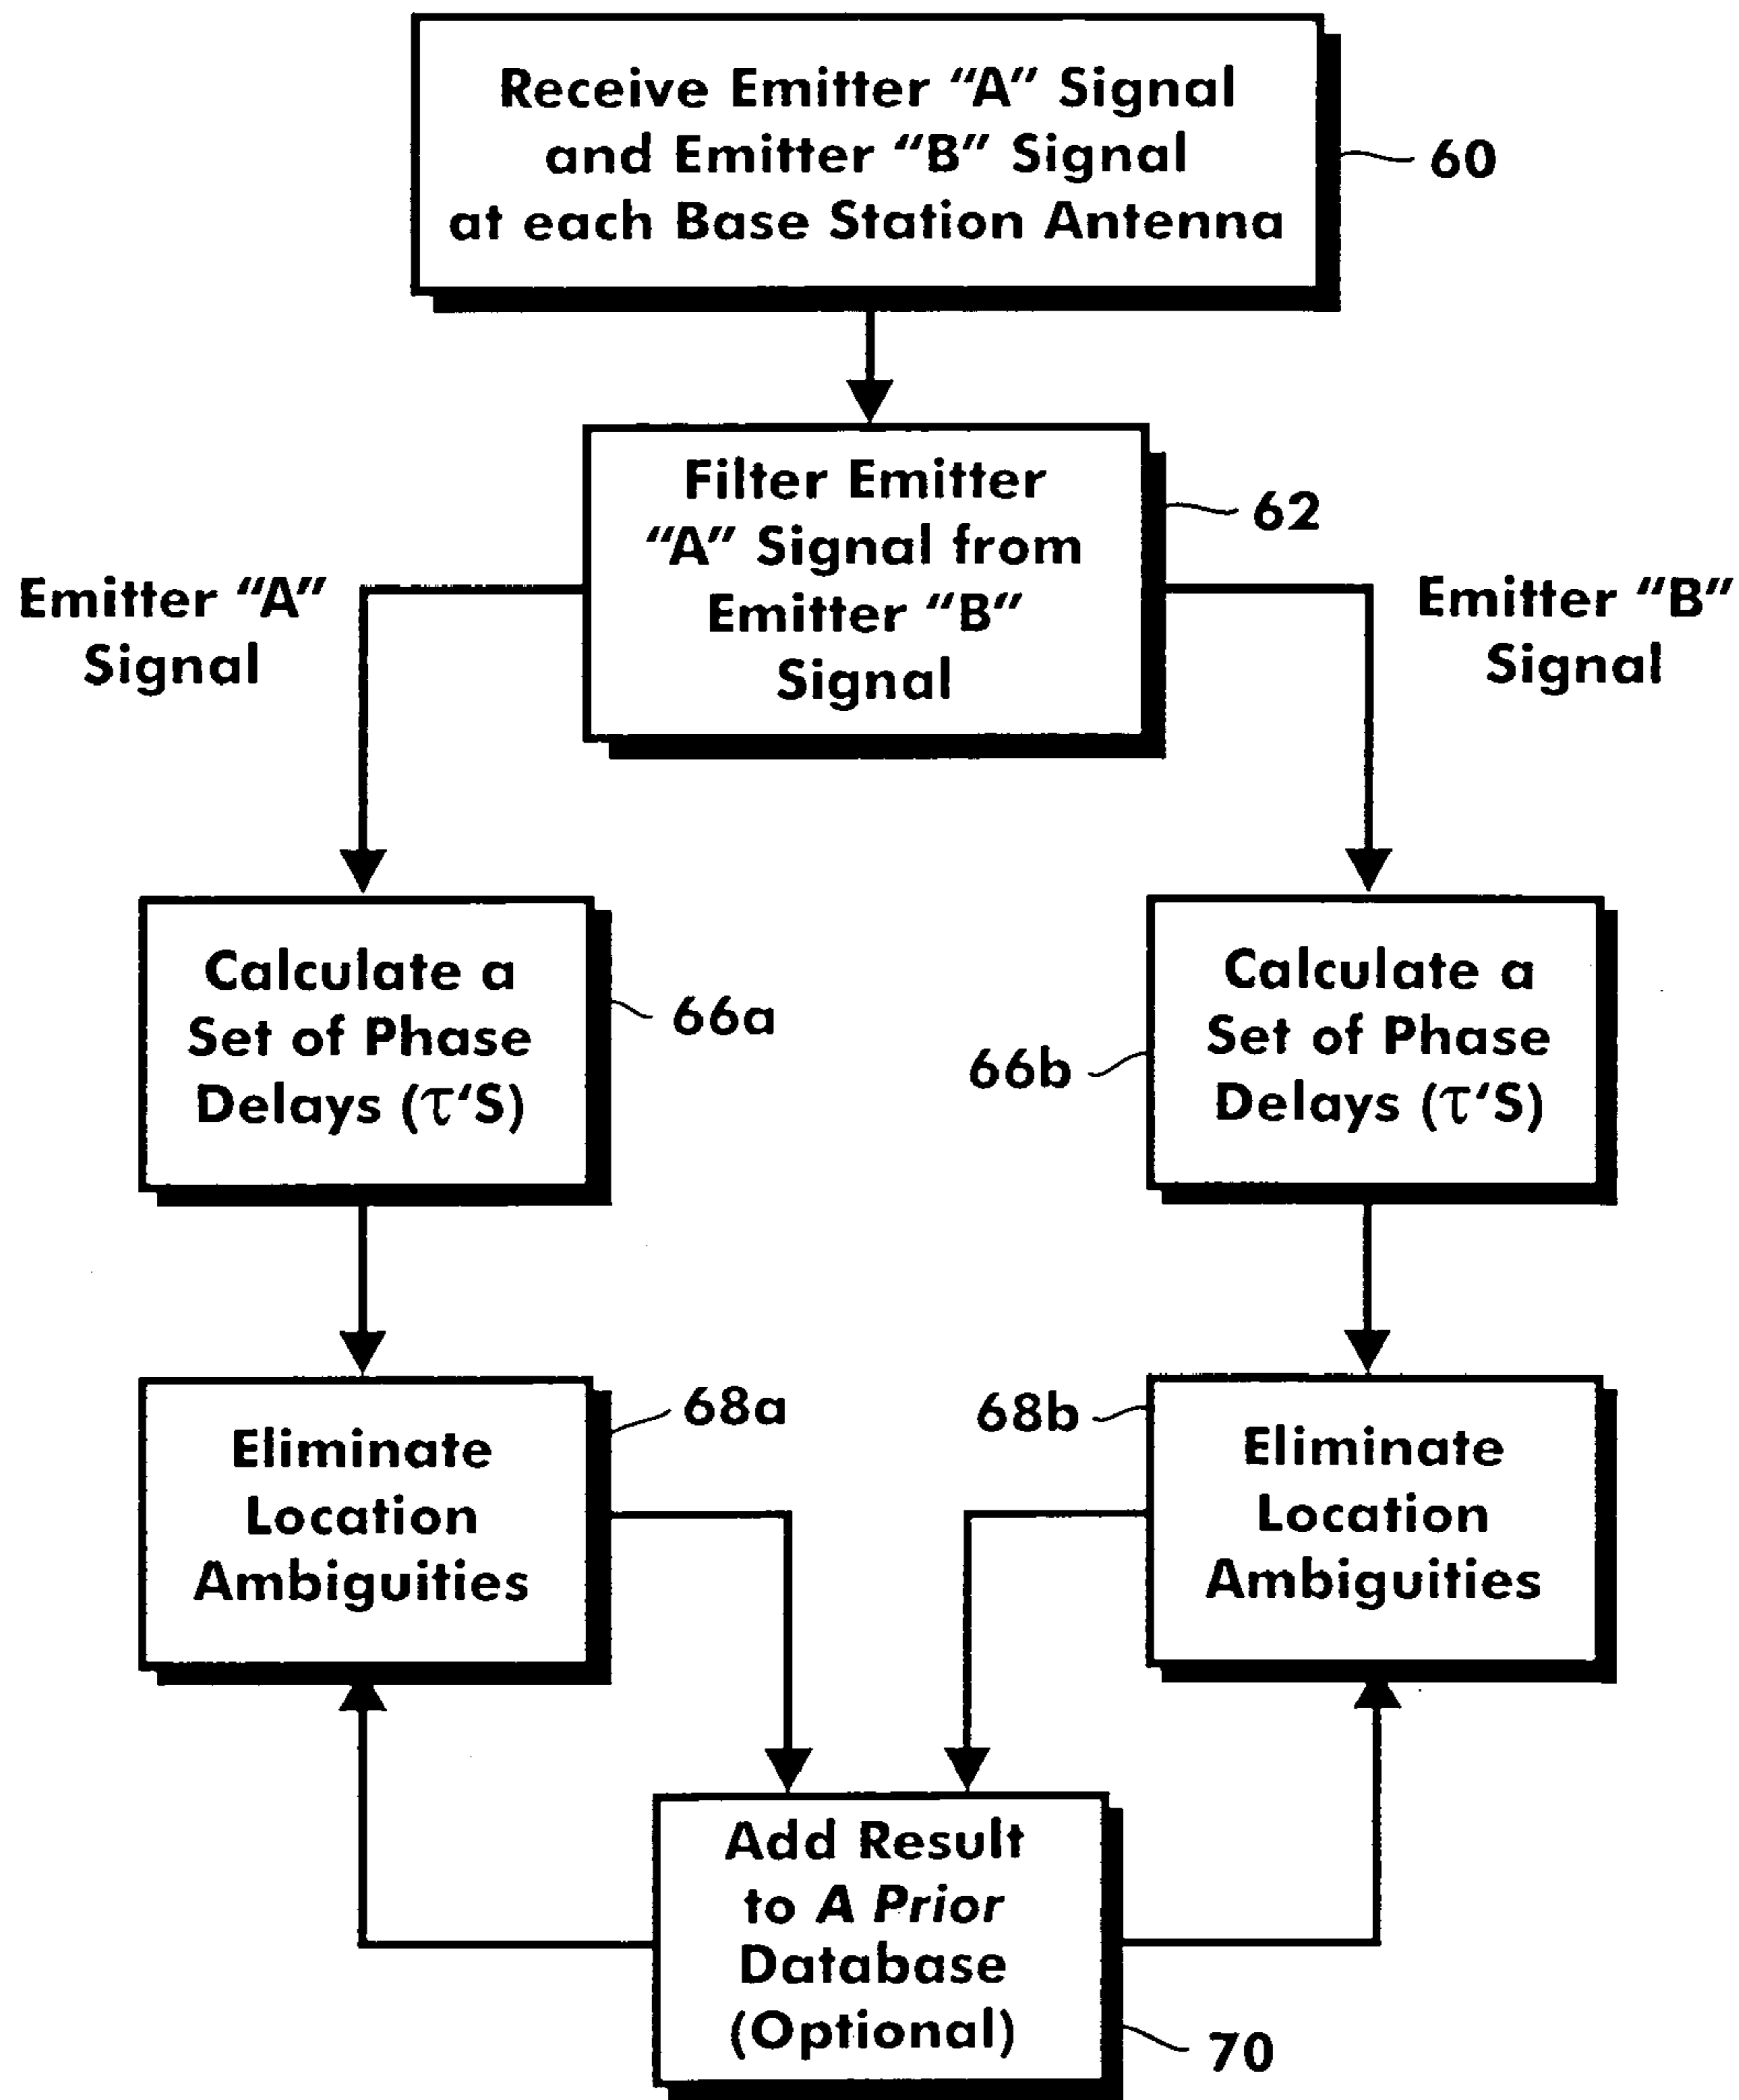 Receive Emitter “A” Signal
and Emitter “B” Signal
at each Base Station Antenna
60
Filter Emitter
“A” Signal from
Emitter “B”
Signal
62
Emitter “A”
Signal
Emitter “B”
Signal
Calculate a
Set of Phase
Delays (τ‘S)
66a
Calculate a
Set of Phase
Delays (τ‘S)
66b
Eliminate
Location
Ambiguities
68a
Eliminate
Location
Ambiguities
68b
Add Result
to A Prior
Database
(Optional)
70